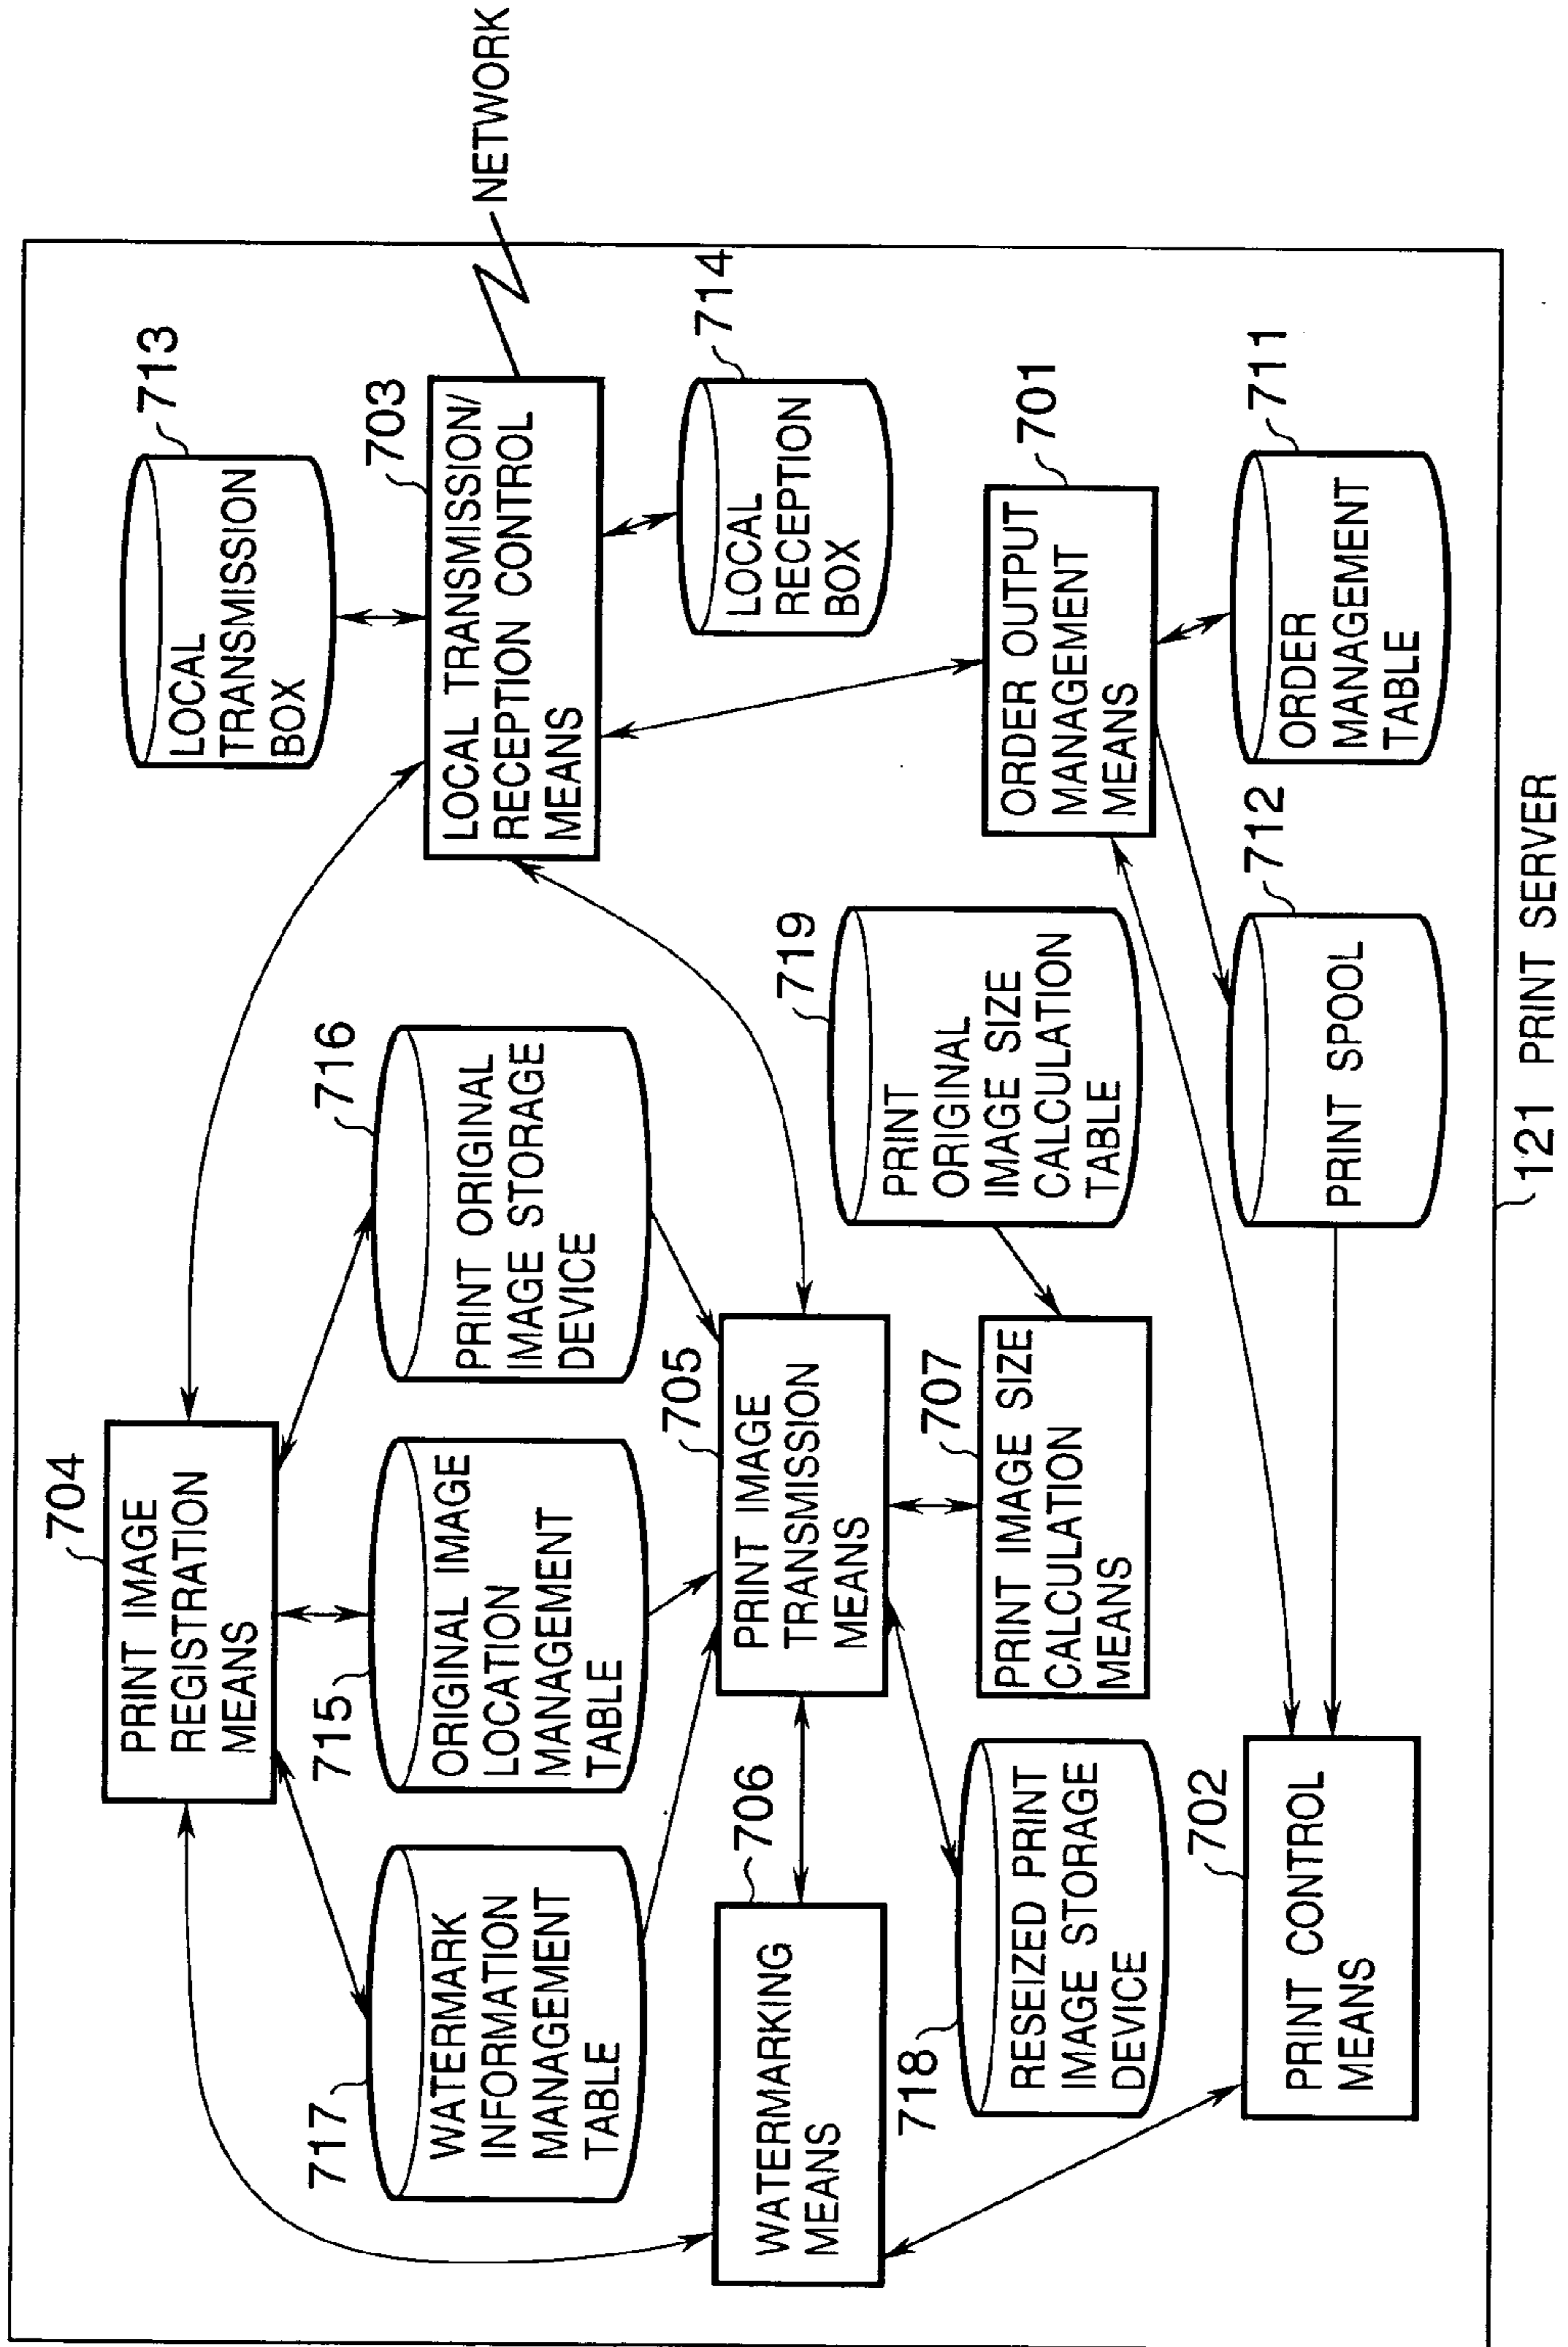 704
PRINT IMAGE
REGISTRATION
MEANS
713
LOCAL
TRANSMISSION
BOX
717
WATERMARK
INFORMATION
MANAGEMENT
TABLE
715
ORIGINAL IMAGE
LOCATION
MANAGEMENT
TABLE
716
PRINT ORIGINAL
IMAGE STORAGE
DEVICE
703
LOCAL TRANSMISSION/
RECEPTION CONTROL
MEANS
NETWORK
706
WATERMARKING
MEANS
705
PRINT IMAGE
TRANSMISSION
MEANS
719
PRINT
ORIGINAL
IMAGE SIZE
CALCULATION
TABLE
714
LOCAL
RECEPTION
BOX
718
RESEIZED PRINT
IMAGE STORAGE
DEVICE
707
PRINT IMAGE SIZE
CALCULATION
MEANS
701
ORDER OUTPUT
MANAGEMENT
MEANS
702
PRINT CONTROL
MEANS
712
PRINT SPOOL
711
ORDER
MANAGEMENT
TABLE
121 PRINT SERVER